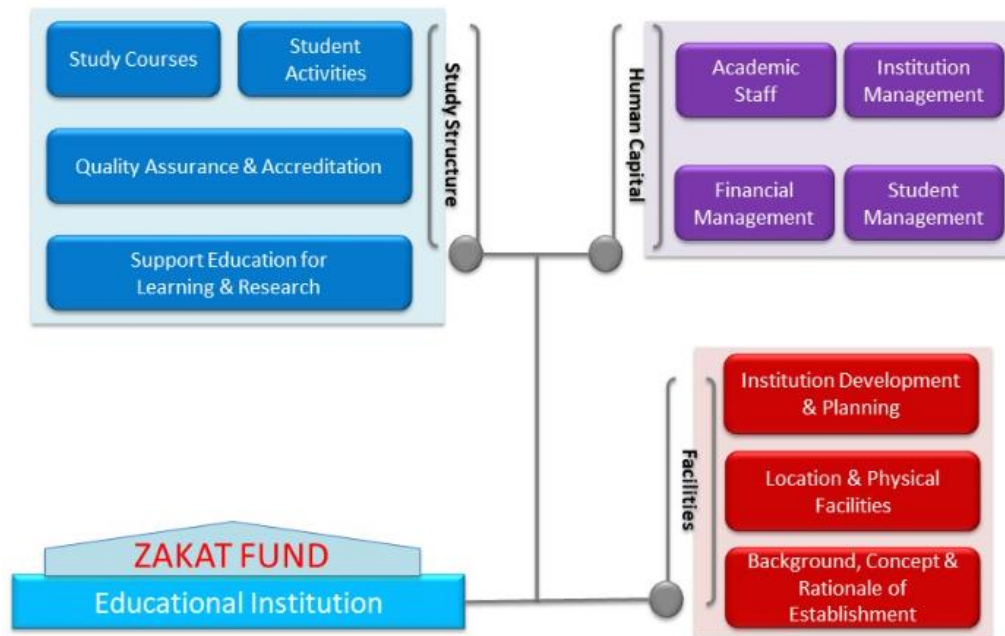 Study Courses
Student
Activities
Quality Assurance & Accreditation
Support Education for
Learning & Research
Study Structure
Human Capital
Academic
Staff
Institution
Management
Financial
Management
Student
Management
Institution Development
& Planning
Location & Physical
Facilities
Background, Concept &
Rationale of
Establishment
Facilities
ZAKAT FUND
Educational Institution